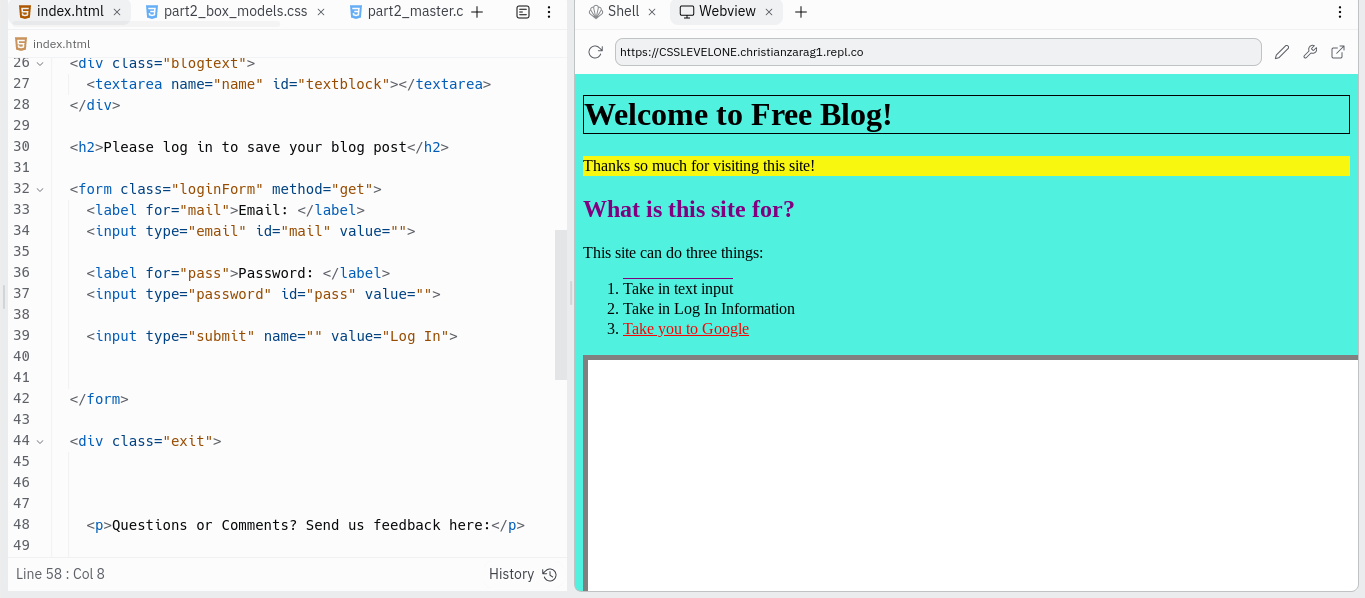 index.html × part2_box_models.css × part2_master.c +
index.html
26 <div class="blogtext">
27 <textarea name="name" id="textblock"></textarea>
28 </div>
29
30 <h2>Please log in to save your blog post</h2>
31
32 <form class="loginForm" method="get">
33 <label for="mail">Email: </label>
34 <input type="email" id="mail" value="">
35
36 <label for="pass">Password: </label>
37 <input type="password" id="pass" value="">
38
39 <input type="submit" name="" value="Log In">
40
41
42 </form>
43
44 <div class="exit">
45
46
47
48 <p>Questions or Comments? Send us feedback here:</p>
49
Line 58 : Col 8 History
Shell × Webview × +
https://CSSLEVELONE.christianzarag1.repl.co
Welcome to Free Blog!
Thanks so much for visiting this site!
What is this site for?
This site can do three things:
1. Take in text input
2. Take in Log In Information
3. Take you to Google